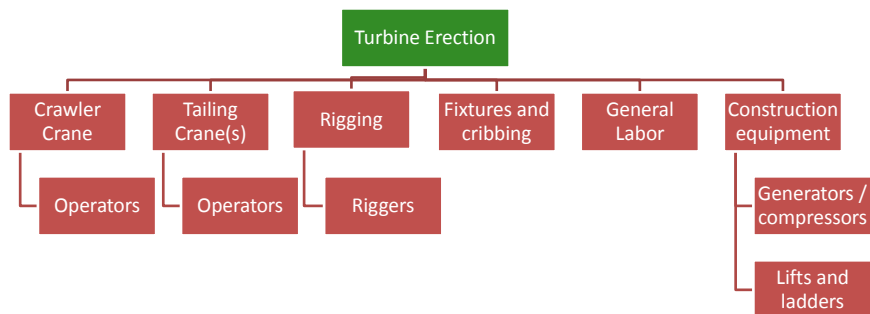 Turbine Erection
Crawler
Crane
Tailing
Crane(s)
Rigging
Fixtures and
cribbing
General
Labor
Construction
equipment
Operators
Operators
Riggers
Generators /
compressors
Lifts and
ladders